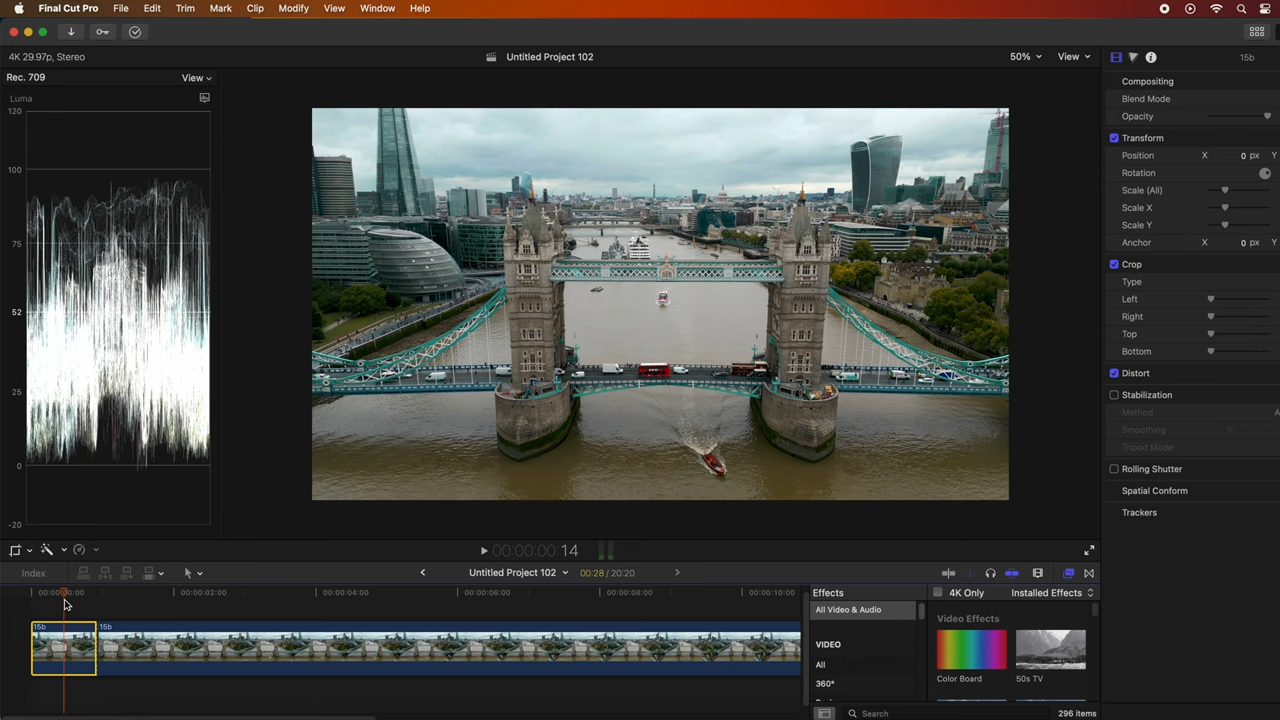 Final Cut Pro File Edit Trim Mark Clip Modify View Window Help
4K 29.97p, Stereo
Untitled Project 102
50%
View
15b
Rec. 709
View
Luma
120
100
75
52
25
0
-20
Compositing
Blend Mode
Opacity
Transform
Position X 0 px Y
Rotation
Scale (All)
Scale X
Scale Y
Anchor X 0 px Y
Crop
Type
Left
Right
Top
Bottom
Distort
Stabilization
Method A
Smoothing
Tripod Mode
Rolling Shutter
Spatial Conform
Trackers
00:00:00:00:14
Index
Untitled Project 102
00:28 / 20:20
00:00:00:00 00:00:02:00 00:00:04:00 00:00:06:00 00:00:08:00 00:00:10:00
15b 15b
Effects
4K Only
Installed Effects
All Video & Audio
VIDEO
All
360°
Video Effects
Color Board
50s TV
Search
296 items